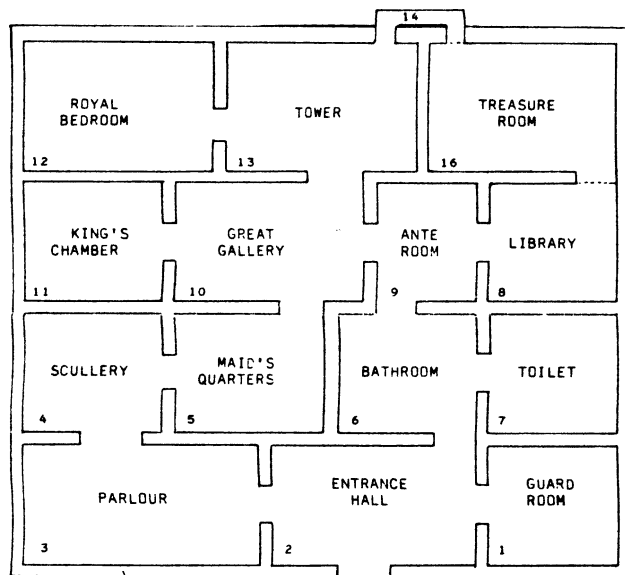 14
ROYAL
BEDROOM
TOWER
TREASURE
ROOM
12
13
16
KING'S
CHAMBER
GREAT
GALLERY
ANTE
ROOM
LIBRARY
11
10
9
8
SCULLERY
MAID'S
QUARTERS
BATHROOM
TOILET
4
5
6
7
PARLOUR
ENTRANCE
HALL
GUARD
ROOM
3
2
1